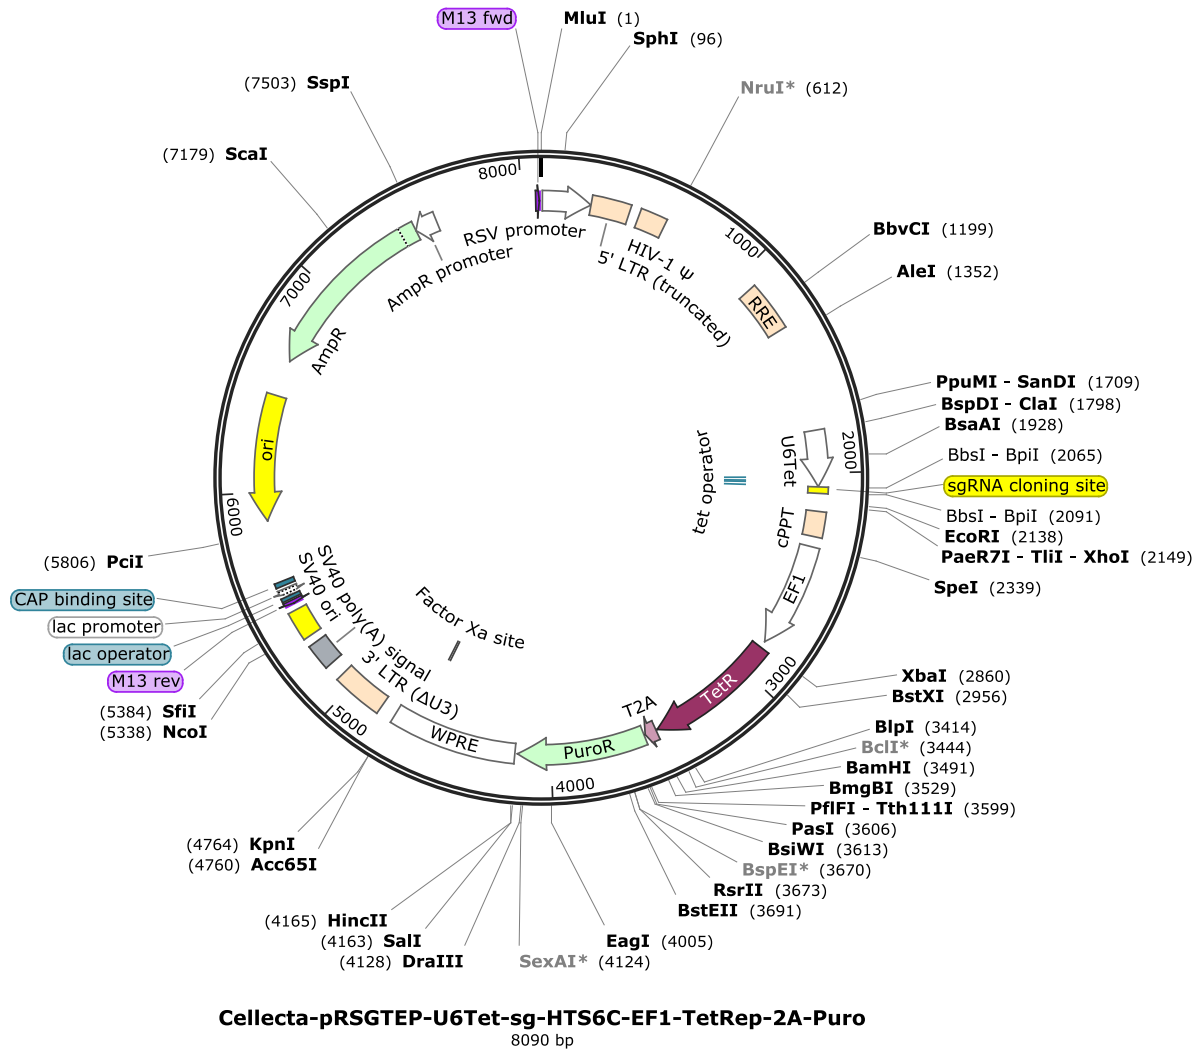 M13 fwd
MluI (1)
SphI (96)
NruI* (612)
BbvCI (1199)
AleI (1352)
PpuMI - SanDI (1709)
BspDI - ClaI (1798)
BsaAI (1928)
BbsI - BpiI (2065)
sgRNA cloning site
BbsI - BpiI (2091)
EcoRI (2138)
PaeR7I - TliI - XhoI (2149)
SpeI (2339)
XbaI (2860)
BstXI (2956)
BlpI (3414)
BclI* (3444)
BamHI (3491)
BmgBI (3529)
PflFI - Tth111I (3599)
PasI (3606)
BsiWI (3613)
BspEI* (3670)
RsrII (3673)
BstEII (3691)
EagI (4005)
SexAI* (4124)
(4128) DraIII
(4163) SalI
(4165) HincII
(4760) Acc65I
(4764) KpnI
(5338) NcoI
(5384) SfiI
M13 rev
lac operator
lac promoter
CAP binding site
(5806) PciI
(7179) ScaI
(7503) SspI
8000
1000
2000
3000
4000
5000
6000
7000
RSV promoter
5' LTR (truncated)
HIV-1 Ψ
RRE
U6Tet
tet operator
cPPT
EF1
TetR
T2A
PuroR
WPRE
3' LTR (ΔU3)
SV40 poly(A) signal
SV40 ori
Factor Xa site
ori
AmpR
AmpR promoter
Cellecta-pRSGTEP-U6Tet-sg-HTS6C-EF1-TetRep-2A-Puro
8090 bp